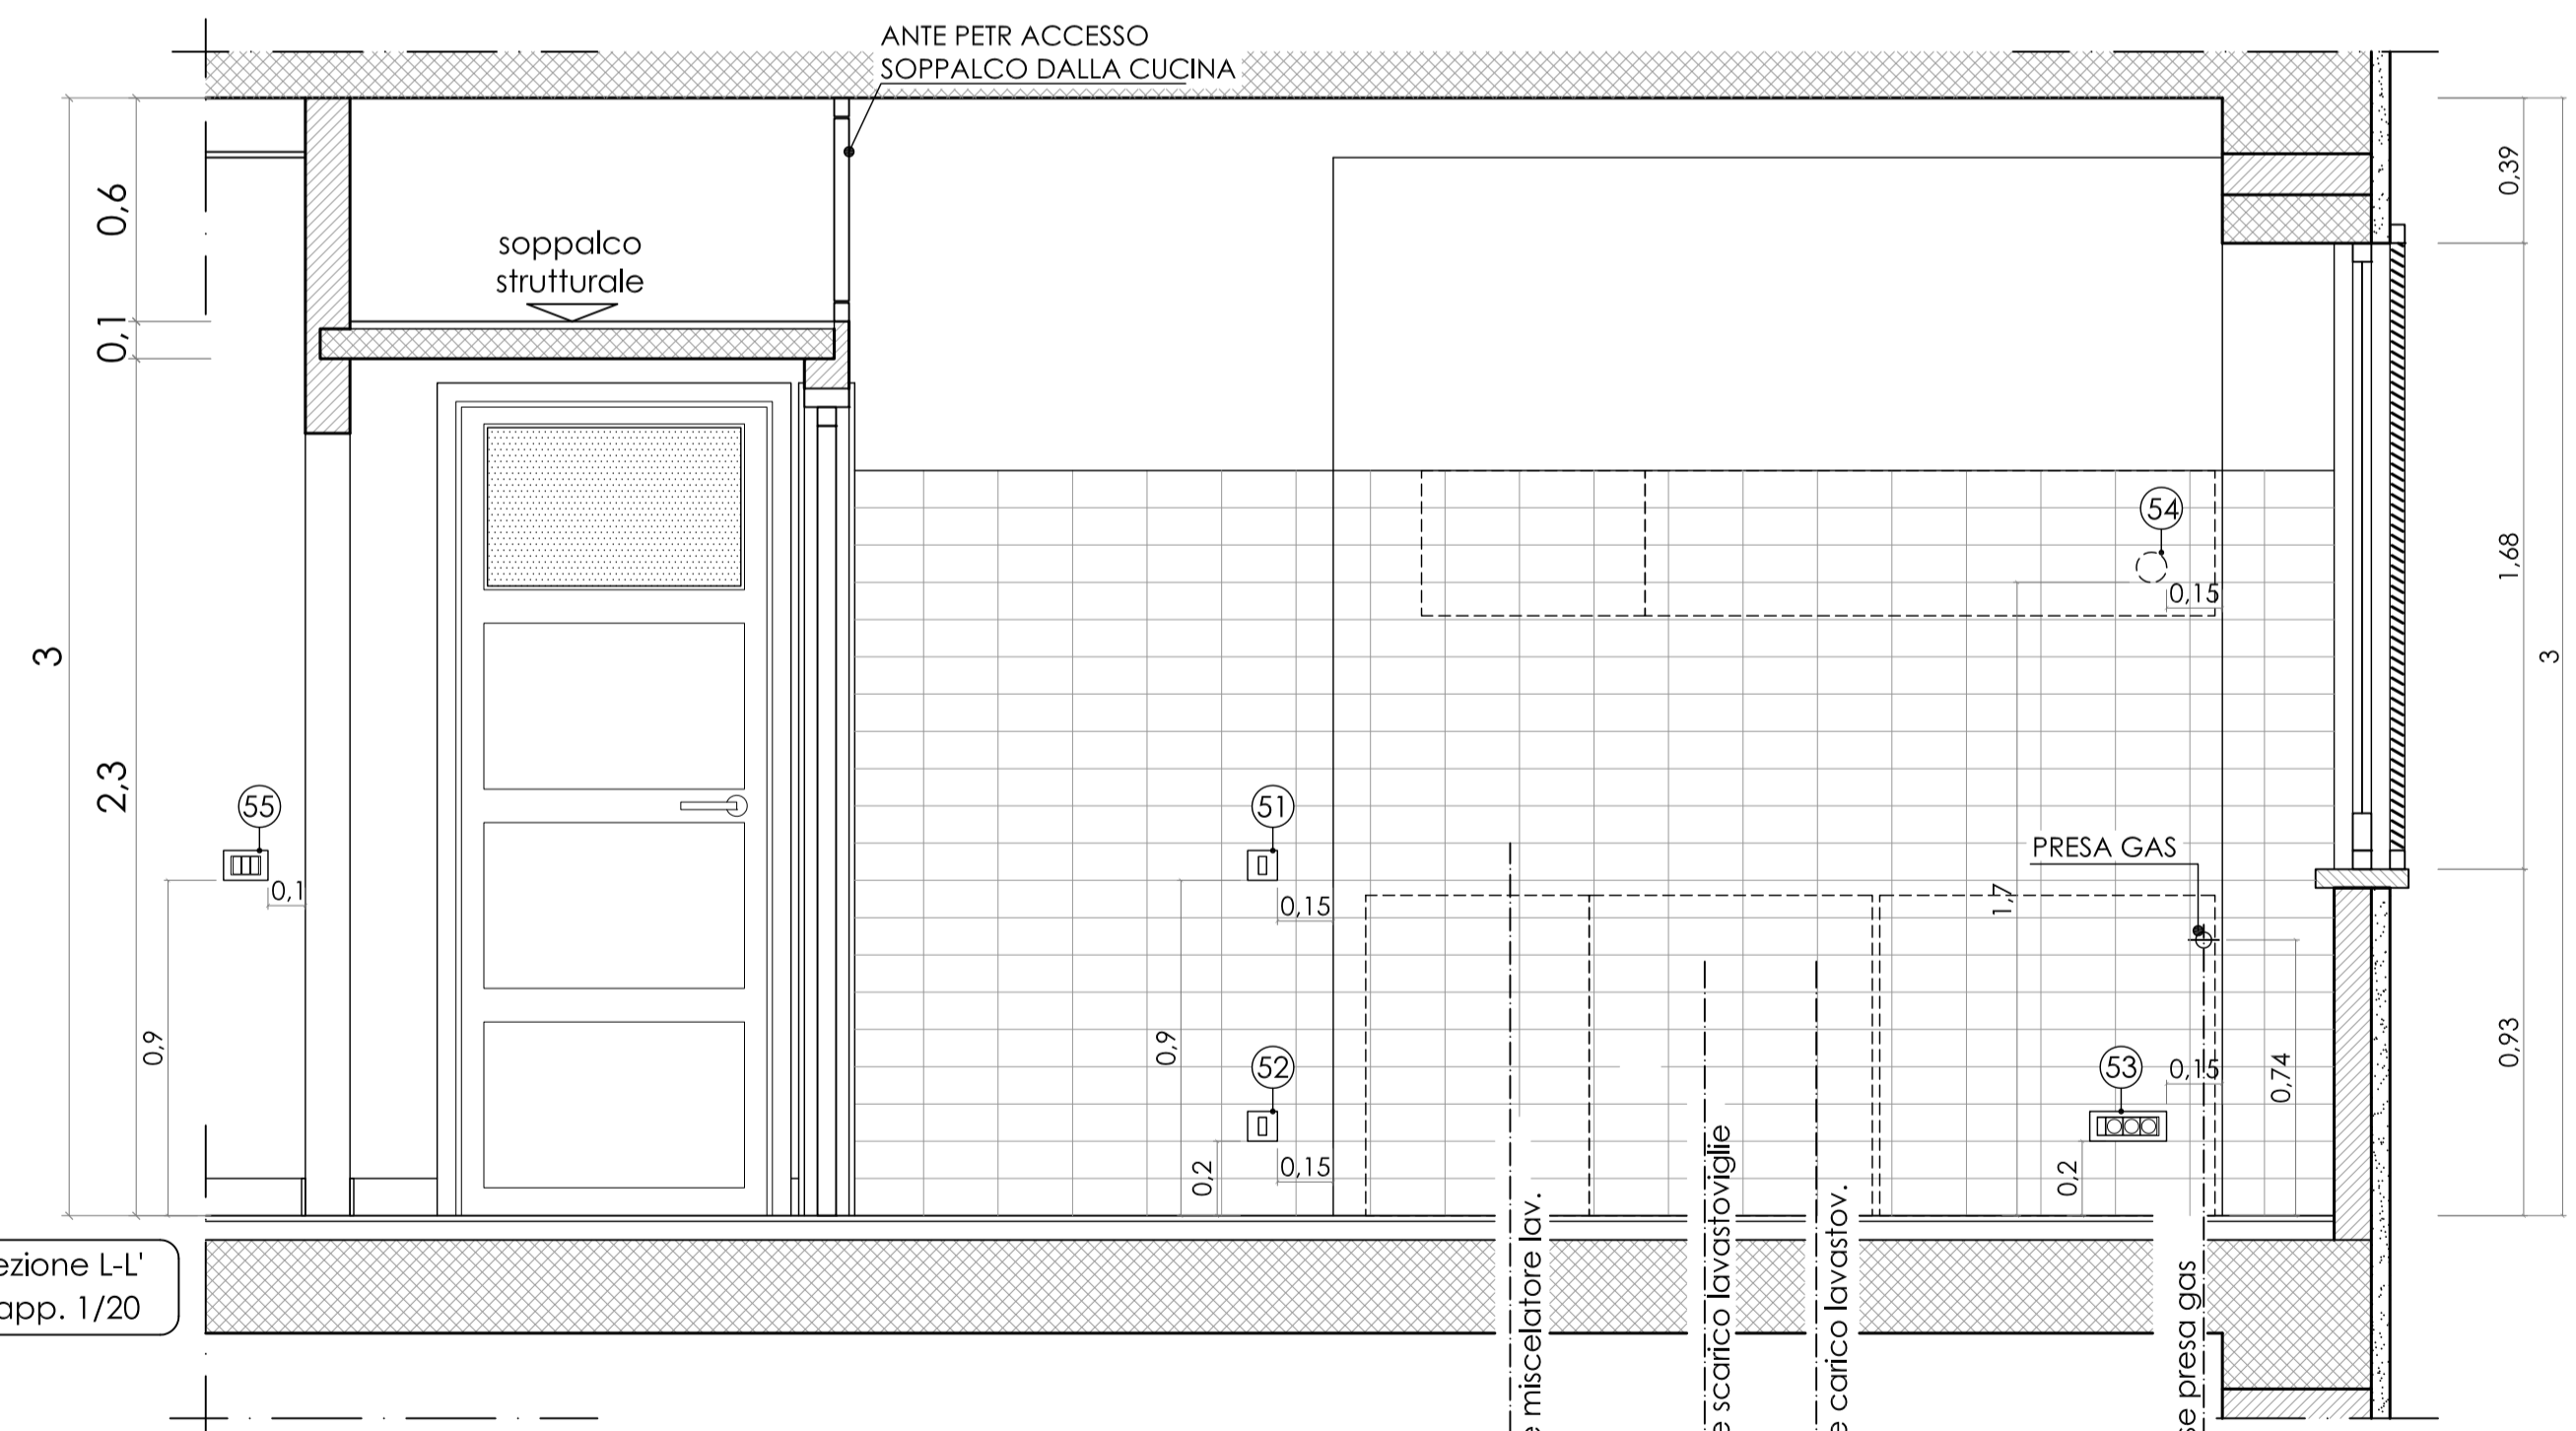 ANTE PETR ACCESSO
SOPPALCO DALLA CUCINA
0,39
0,6
soppalco
strutturale
0,1
54
1,68
0,15
3
3
2,3
55
51
PRESA GAS
0,1
0,15
1,7
0,9
0,9
52
53
0,15
0,74
0,93
0,2
0,15
0,2
ezione L-L'
app. 1/20
e miscelatore lav.
e scarico lavastoviglie
e carico lavastov.
se presa gas